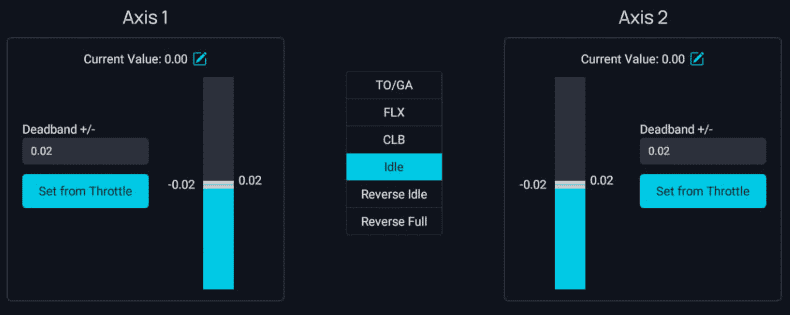 Axis 1
Current Value: 0.00
Deadband +/-
0.02
Set from Throttle
-0.02
0.02
TO/GA
FLX
CLB
Idle
Reverse Idle
Reverse Full
Axis 2
Current Value: 0.00
-0.02
0.02
Deadband +/-
0.02
Set from Throttle